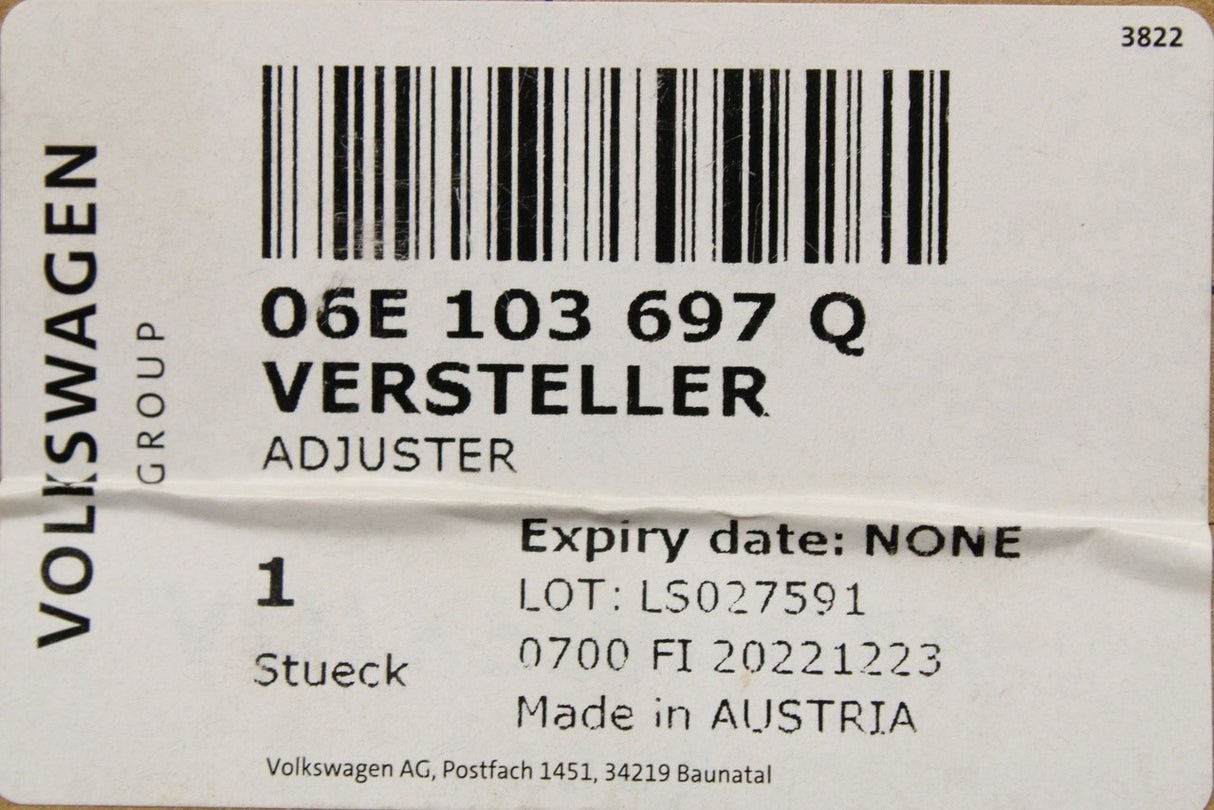 3822
VOLKSWAGEN
GROUP
06E 103 697 Q
VERSTELLER
ADJUSTER
Expiry date: NONE
1
LOT: LS027591
0700 FI 20221223
Stueck
Made in AUSTRIA
Volkswagen AG, Postfach 1451, 34219 Baunatal